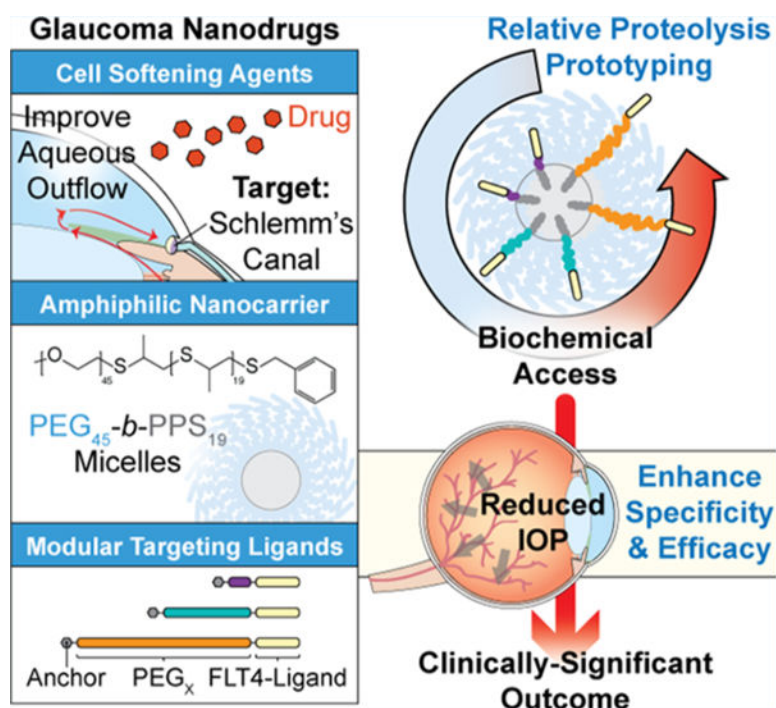 Glaucoma Nanodrugs
Cell Softening Agents
Improve
Aqueous
Outflow
Drug
Target:
Schlemm's
Canal
Amphiphilic Nanocarrier
O
S
S
S
45
19
PEG45-b-PPS19
Micelles
Modular Targeting Ligands
Anchor
PEGX
FLT4-Ligand
Relative Proteolysis
Prototyping
Biochemical
Access
Reduced
IOP
Enhance
Specificity
& Efficacy
Clinically-Significant
Outcome